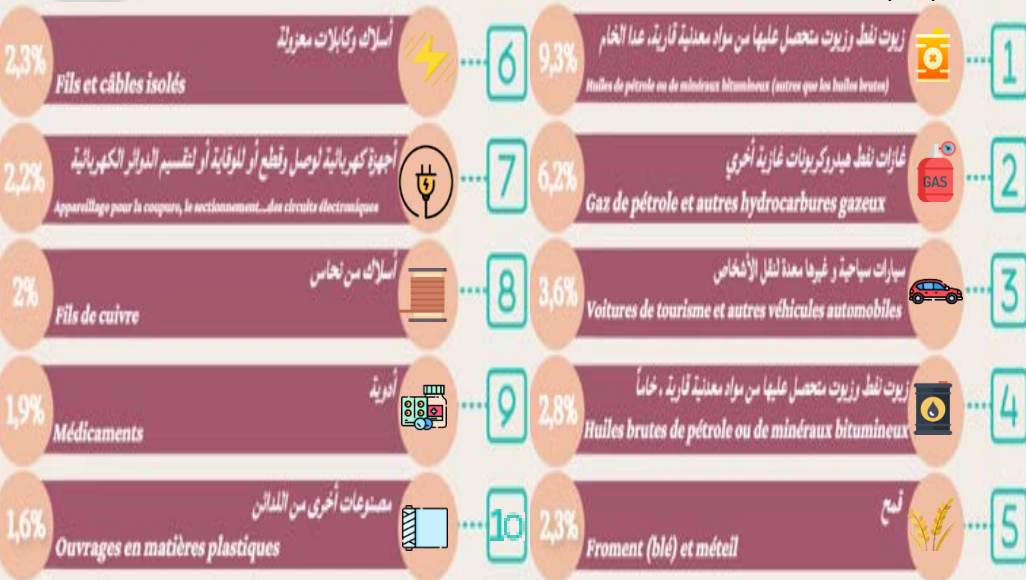 1
زيوت نفط وزيوت متحصل عليها من مواد معدنية قارية، عدا الخام
9,3%
Huiles de pétrole ou de minéraux bitumineux (autres que les huiles brutes)
2
GAS
غازات نفط هيدروكربونات غازية أخرى
6,2%
Gaz de pétrole et autres hydrocarbures gazeux
3
سيارات سياحية و غيرها معدة لنقل الأشخاص
3,6%
Voitures de tourisme et autres véhicules automobiles
4
زيوت نفط وزيوت متحصل عليها من مواد معدنية قارية ، خاماً
2,8%
Huiles brutes de pétrole ou de minéraux bitumineux
5
قمح
2,3%
Froment (blé) et méteil
6
أسلاك وكابلات معزولة
2,3%
Fils et câbles isolés
7
أجهزة كهربائية لوصل وقطع أو للوقاية أو لتقسيم الدوائر الكهربائية
2,2%
Appareillage pour la coupure, le sectionnement...des circuits électroniques
8
أسلاك من نحاس
2%
Fils de cuivre
9
أدوية
1,9%
Médicaments
10
مصنوعات أخرى من اللدائن
1,6%
Ouvrages en matières plastiques